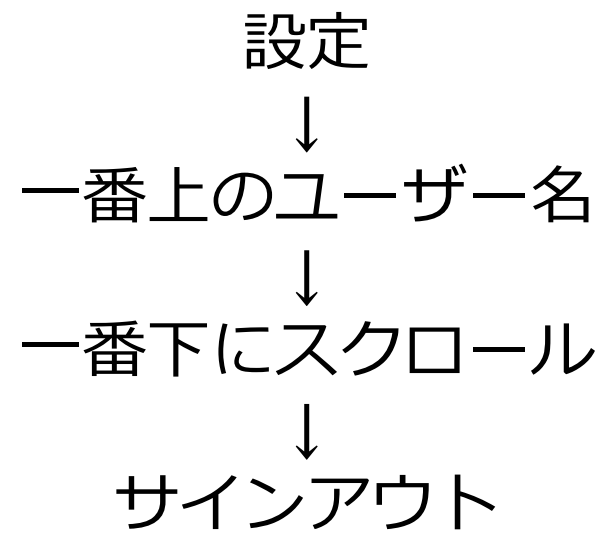 設定
↓
一番上のユーザー名
↓
一番下にスクロール
↓
サインアウト